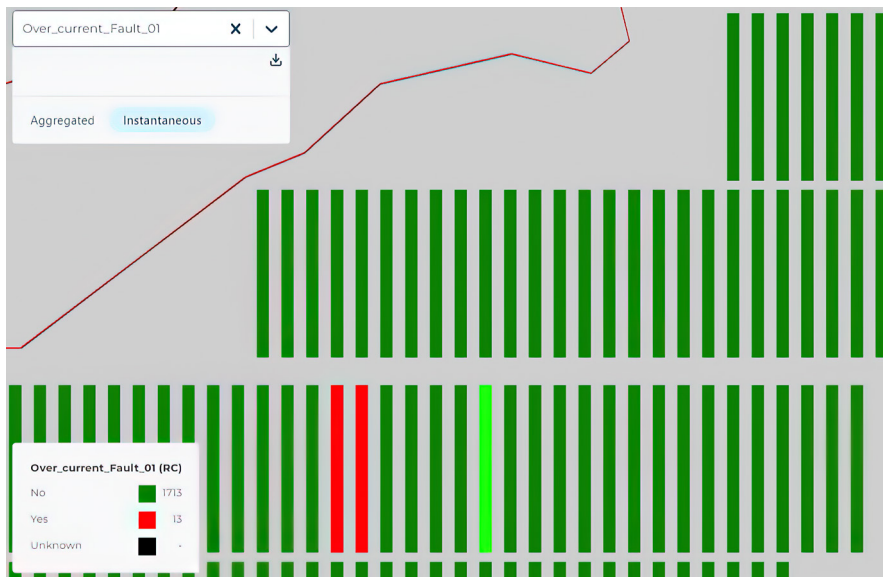 Over_current_Fault_01
Aggregated Instantaneous
Over_current_Fault_01 (RC)
No 1713
Yes 13
Unknown -